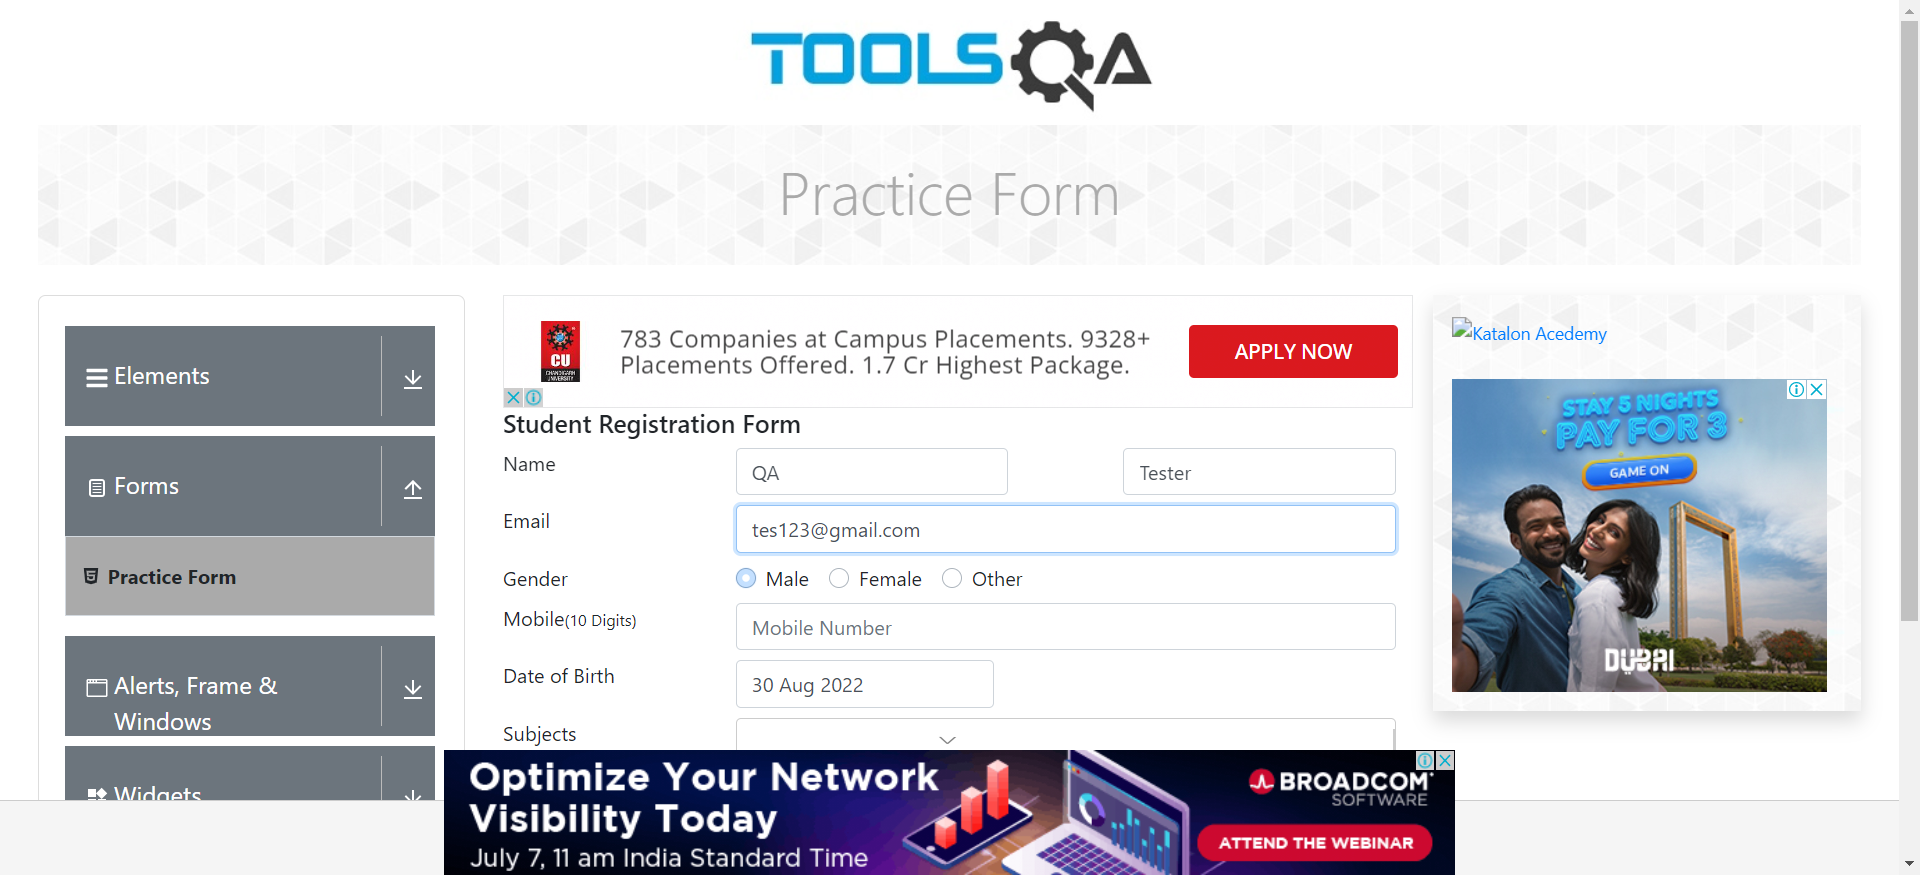 TOOLSQA
Practice Form
Elements
Forms
Practice Form
Alerts, Frame &
Windows
Widgets
783 Companies at Campus Placements. 9328+
Placements Offered. 1.7 Cr Highest Package.
APPLY NOW
CU
CHANDIGARH
UNIVERSITY
Student Registration Form
Name
QA
Tester
Email
tes123@gmail.com
Gender
Male
Female
Other
Mobile(10 Digits)
Mobile Number
Date of Birth
30 Aug 2022
Subjects
Katalon Acedemy
STAY 5 NIGHTS
PAY FOR 3
GAME ON
DUBAI
Optimize Your Network
Visibility Today
July 7, 11 am India Standard Time
BROADCOM
SOFTWARE
ATTEND THE WEBINAR